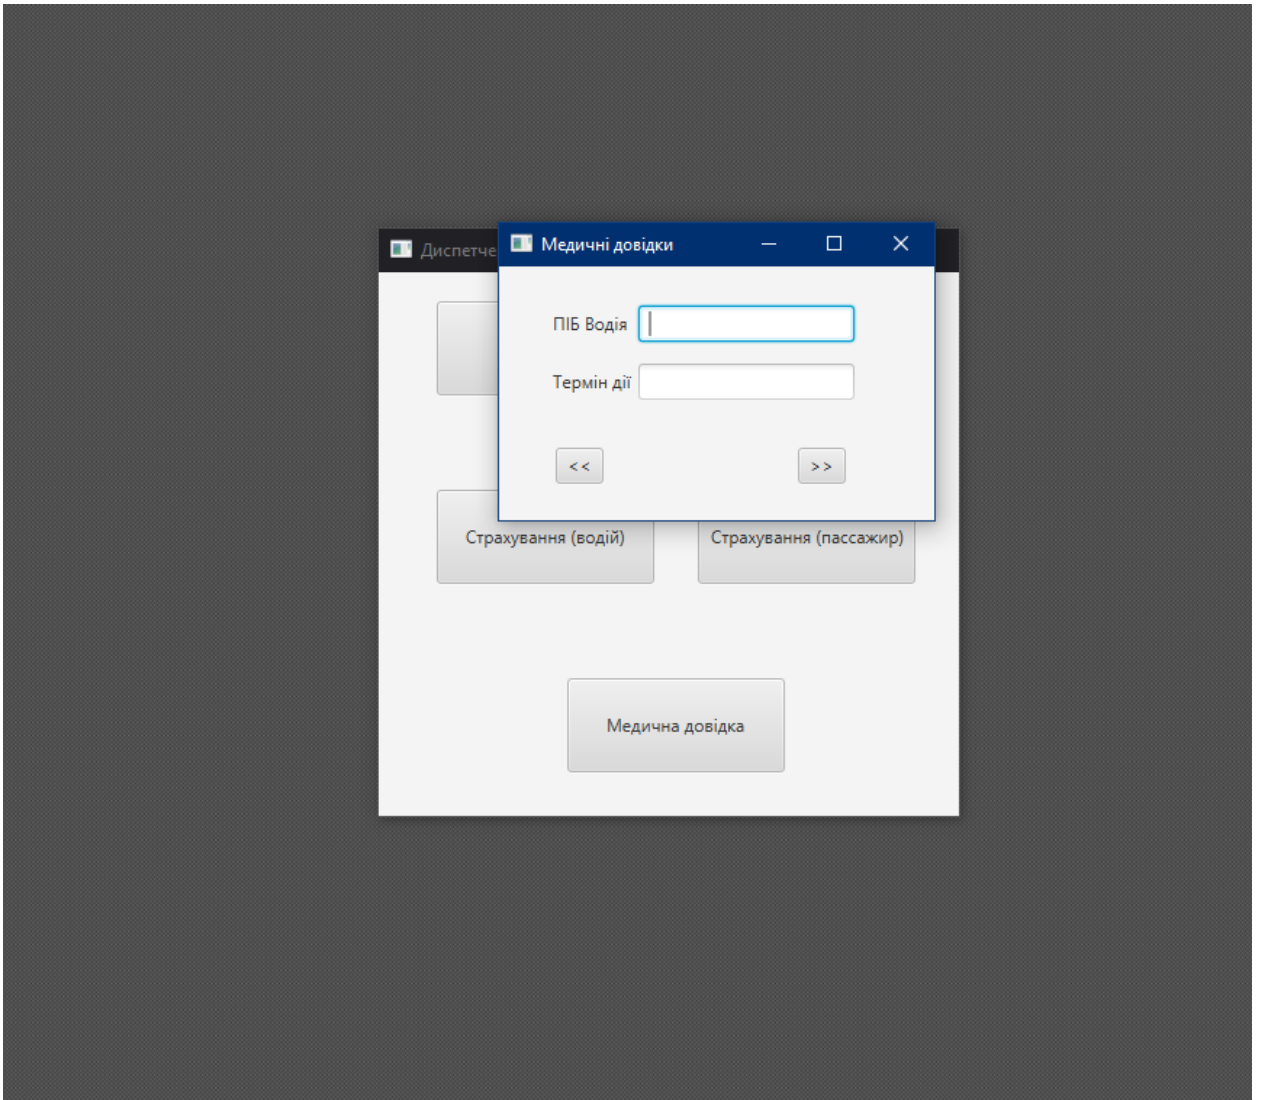 Диспетче
Медичні довідки
ПІБ Водія
Термін дії
<< >>
Страхування (водій) Страхування (пассажир)
Медична довідка